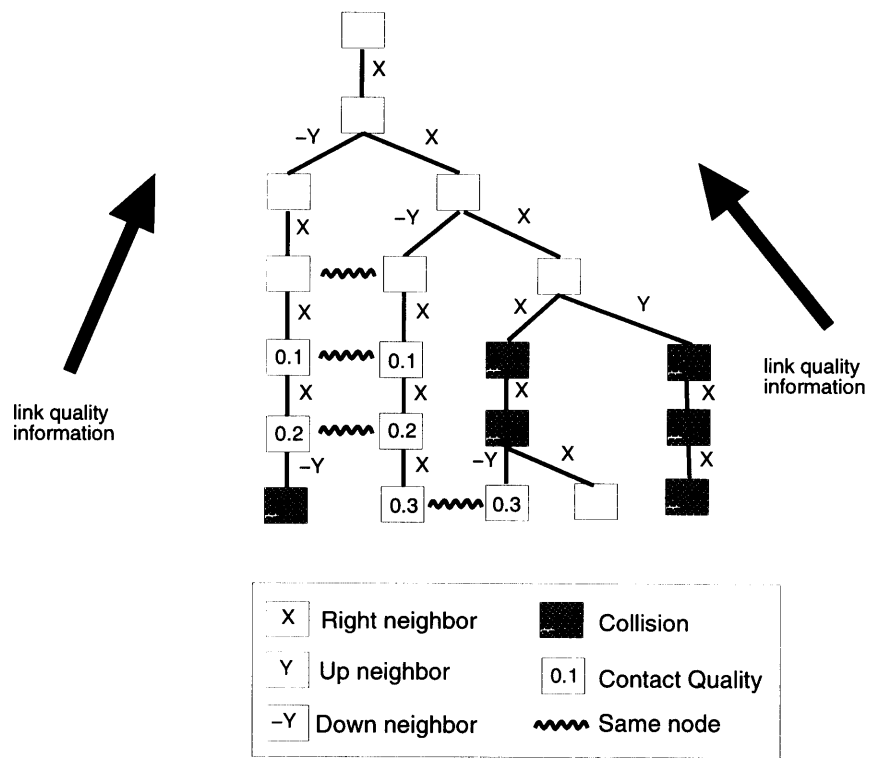 X
–Y X
X –Y X
X X X Y
0.1 0.1
X X X X
0.2 0.2
–Y X –Y X X
0.3 0.3
link quality
information
link quality
information
X Right neighbor
Y Up neighbor
–Y Down neighbor
Collision
0.1 Contact Quality
Same node